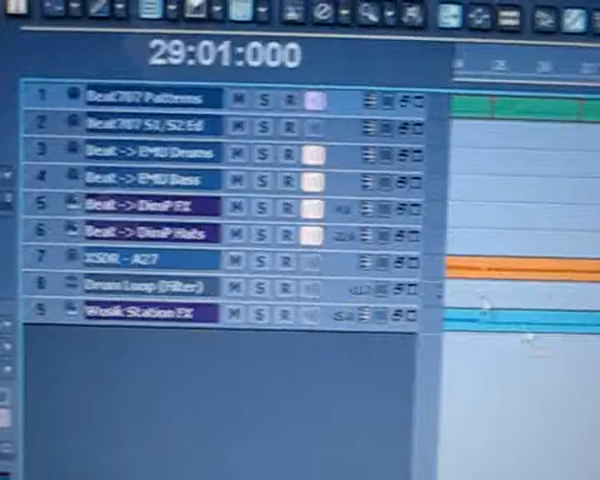 29:01:000
1 Beat707 Patterns M S R
2 Beat707 S1/S2 Ed M S R
3 Beat -> EMU Drums M S R
4 Beat -> EMU Bass M S R
5 Beat -> DimP FX M S R
6 Beat -> DimP Hats M S R
7 M S R
8 Drum Loop (Filter) M S R
9 Wusik Station FX M S R